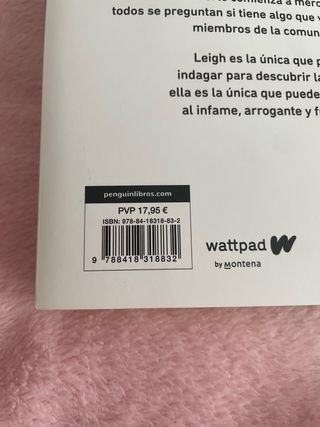 todos se preguntan si tiene algo que v
miembros de la comun
Leigh es la única que p
indagar para descubrir la
ella es la única que puede
al infame, arrogante y f
penguinlibros.com
PVP 17,95 €
ISBN: 978-84-18318-83-2
9 788418 318832
wattpad
by Montena